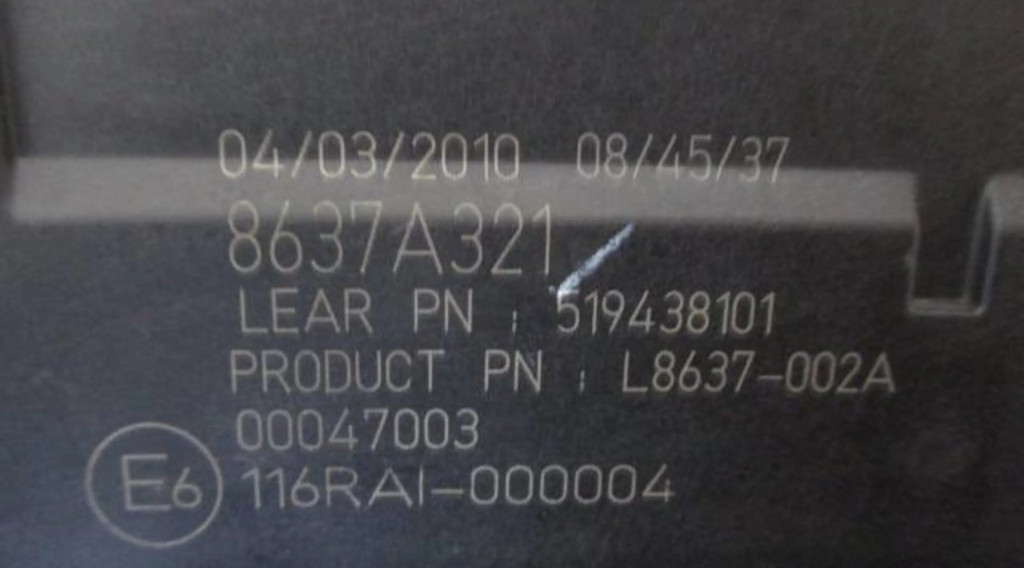 04/03/2010 08/45/37
8637A321
LEAR PN : 519438101
PRODUCT PN : L8637-002A
00047003
E6 116RAI-000004